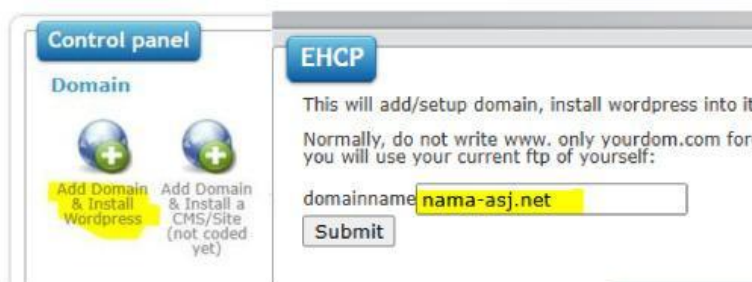 Control panel
EHCP
Domain
This will add/setup domain, install wordpress into it
Normally, do not write www. only yourdom.com for
you will use your current ftp of yourself:
Add Domain
& Install
Wordpress
Add Domain
& Install a
CMS/Site
(not coded
yet)
domainname nama-asj.net
Submit